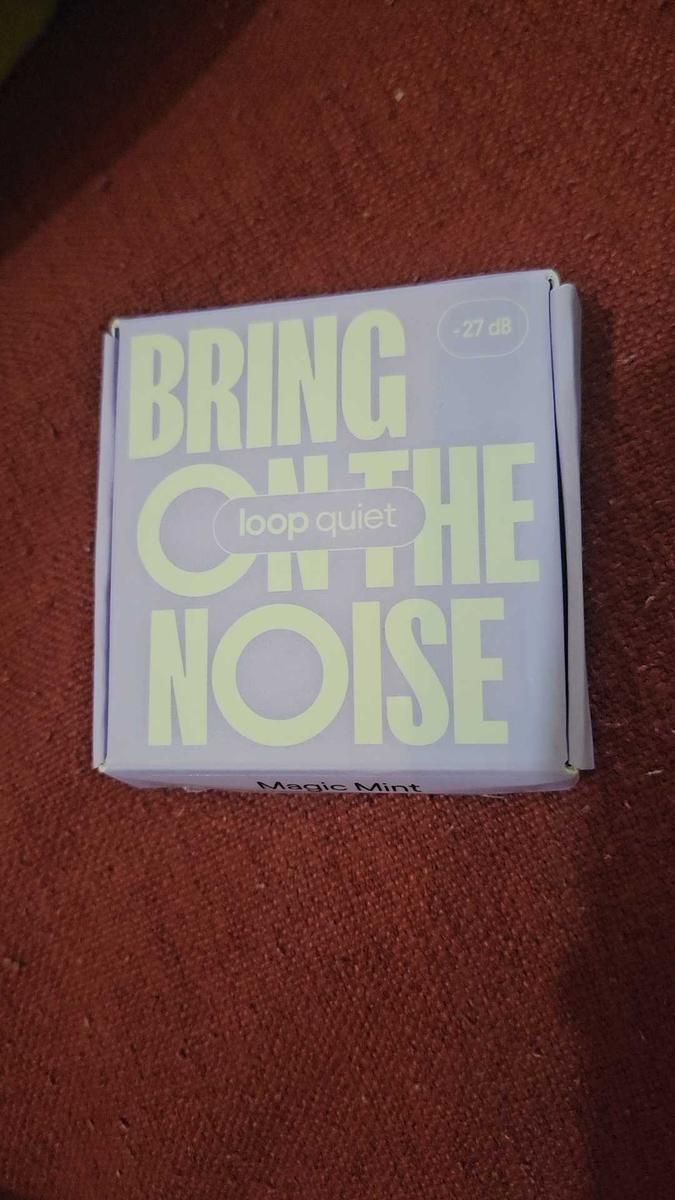 BRING
-27 dB
ON THE
loop quiet
NOISE
Magic Mint